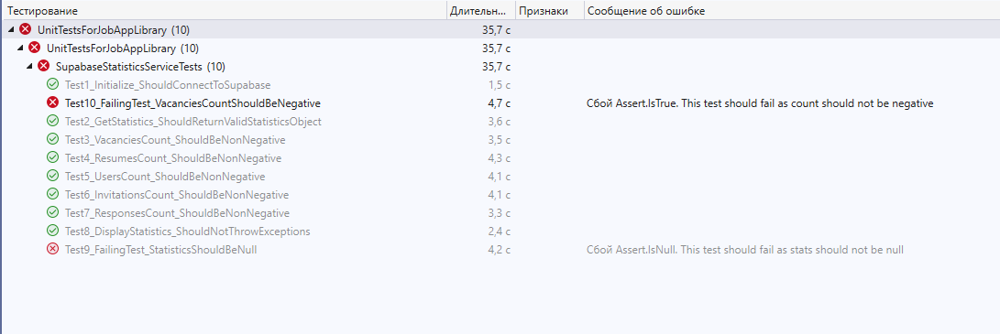 Тестирование Длительн... Признаки Сообщение об ошибке
UnitTestsForJobAppLibrary (10) 35,7 с
UnitTestsForJobAppLibrary (10) 35,7 с
SupabaseStatisticsServiceTests (10) 35,7 с
Test1_Initialize_ShouldConnectToSupabase 1,5 с
Test10_FailingTest_VacanciesCountShouldBeNegative 4,7 с Сбой Assert.IsTrue. This test should fail as count should not be negative
Test2_GetStatistics_ShouldReturnValidStatisticsObject 3,6 с
Test3_VacanciesCount_ShouldBeNonNegative 3,5 с
Test4_ResumesCount_ShouldBeNonNegative 4,3 с
Test5_UsersCount_ShouldBeNonNegative 4,1 с
Test6_InvitationsCount_ShouldBeNonNegative 4,1 с
Test7_ResponsesCount_ShouldBeNonNegative 3,3 с
Test8_DisplayStatistics_ShouldNotThrowExceptions 2,4 с
Test9_FailingTest_StatisticsShouldBeNull 4,2 с Сбой Assert.IsNull. This test should fail as stats should not be null